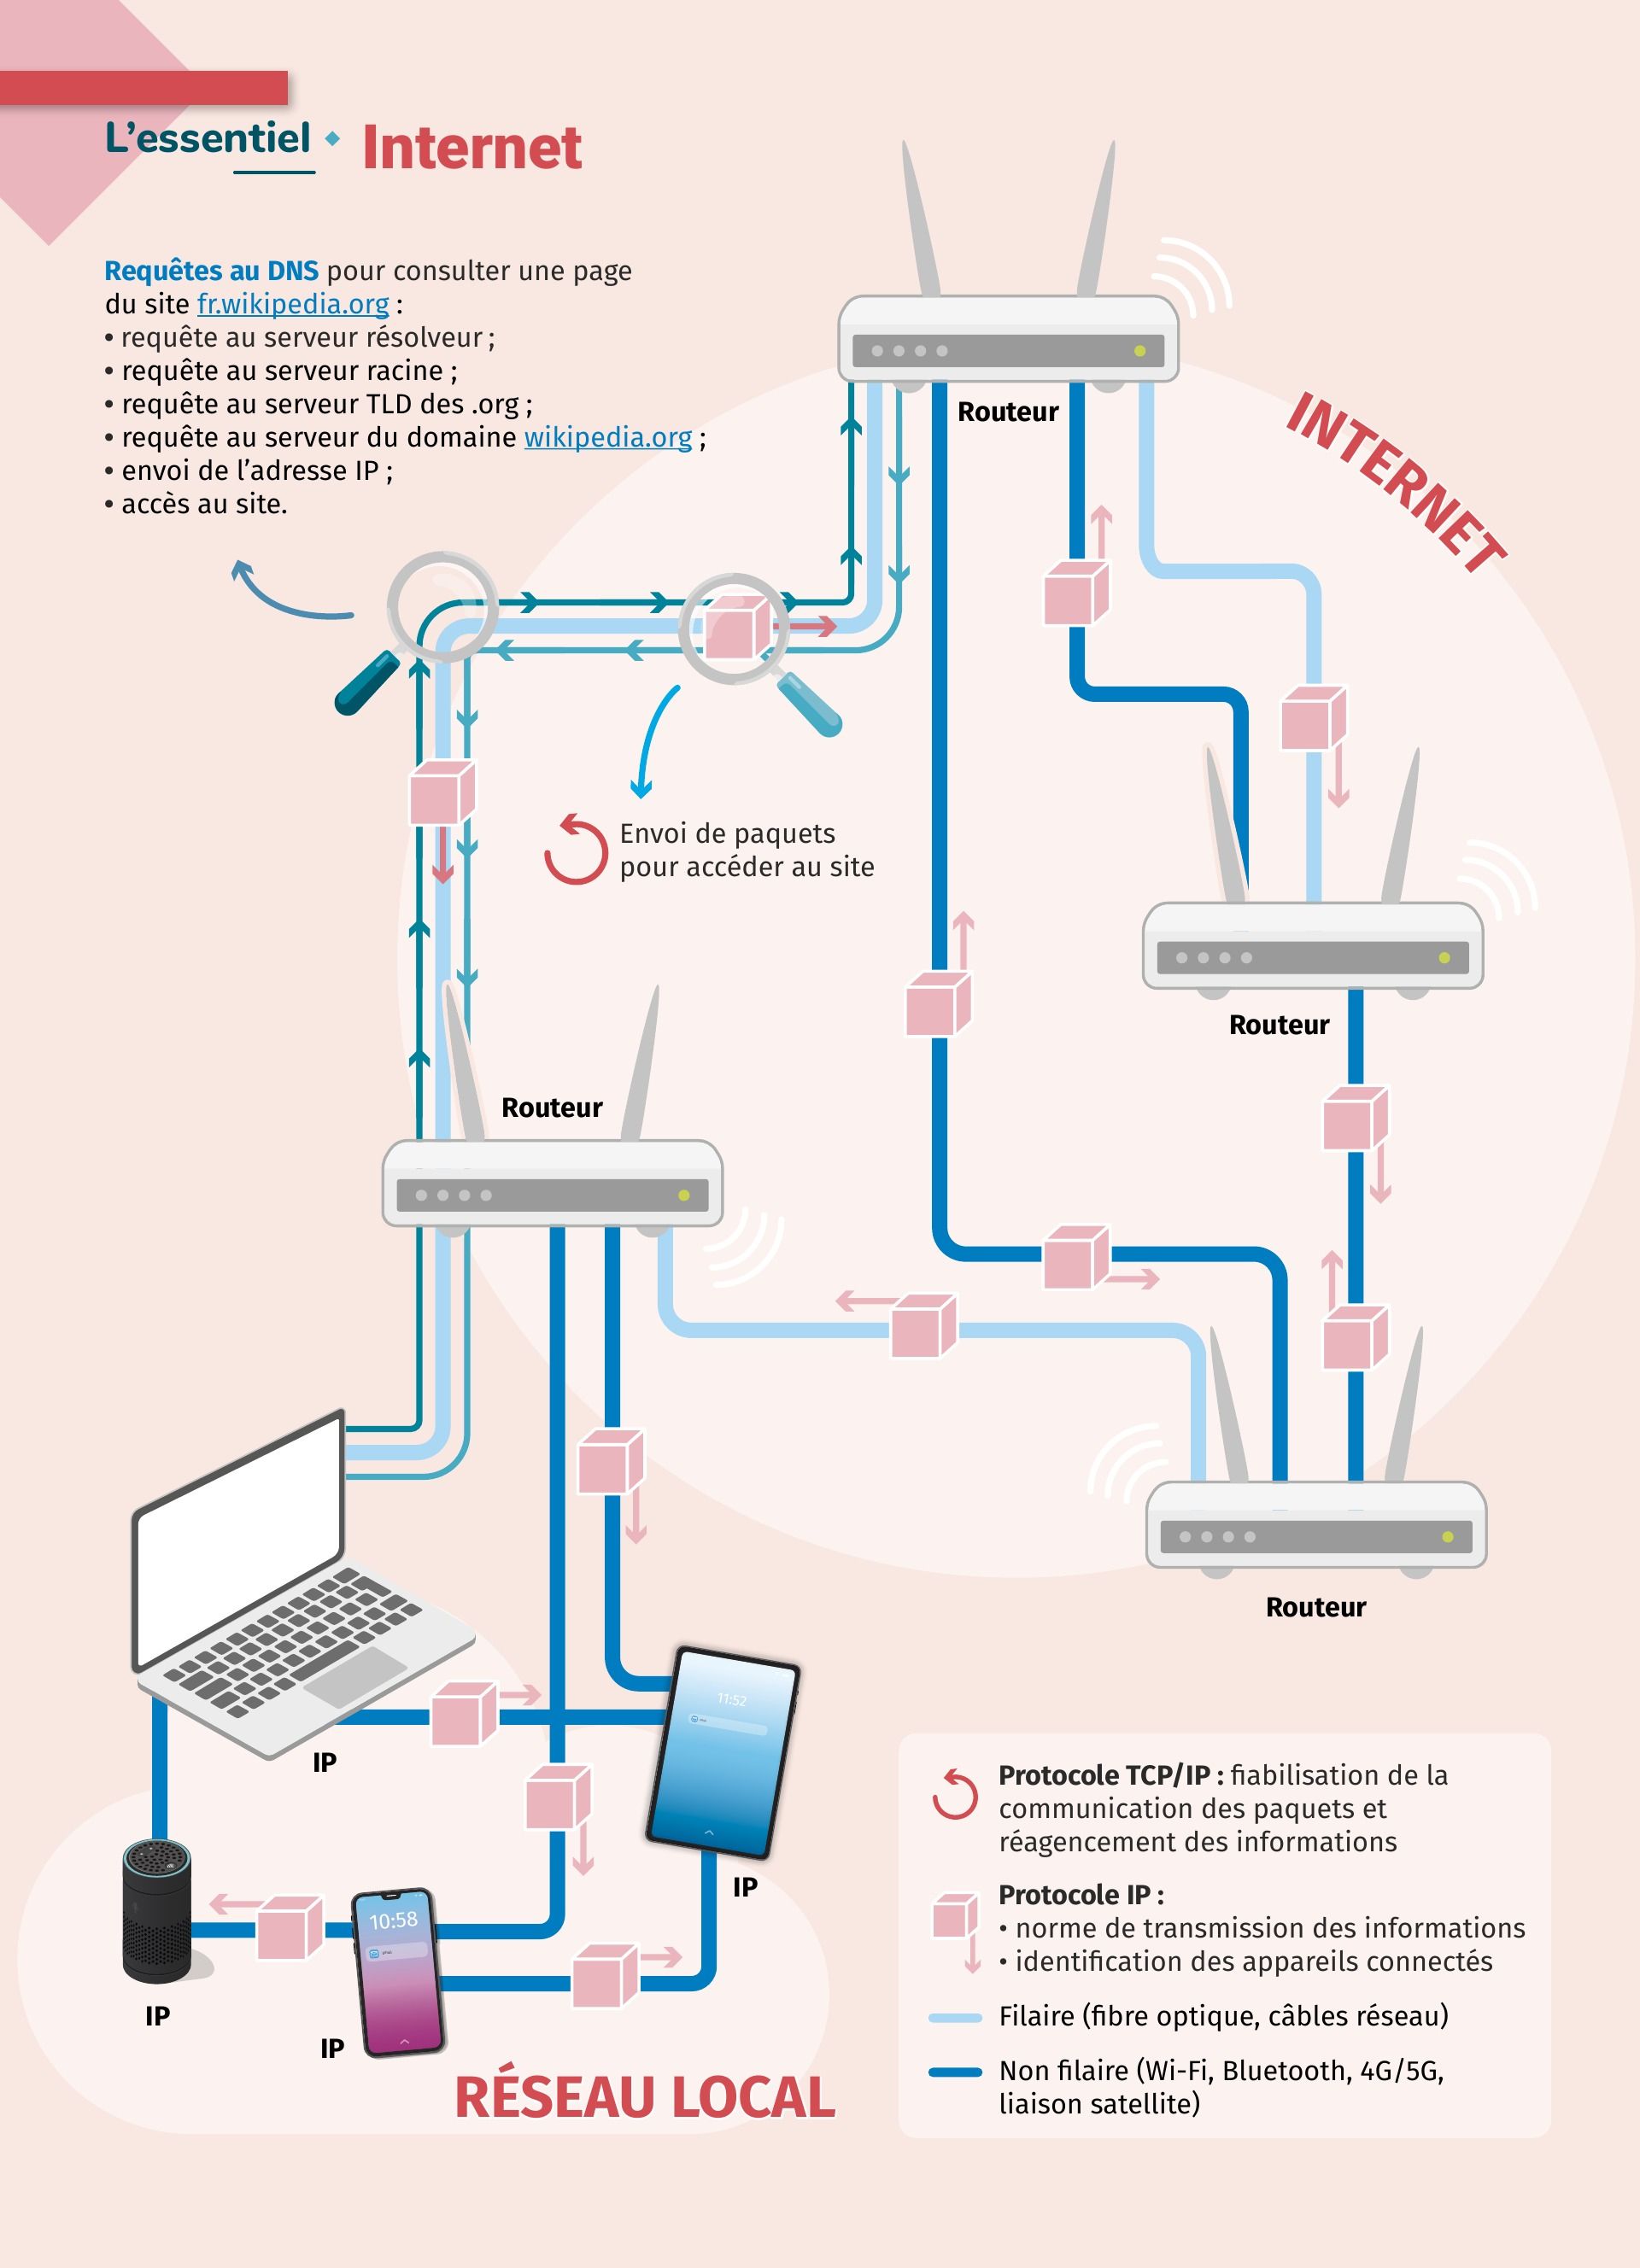 L'essentiel
Internet
Requêtes au DNS pour consulter une page
du site fr.wikipedia.org :
• requête au serveur résolveur ;
• requête au serveur racine ;
• requête au serveur TLD des .org ;
• requête au serveur du domaine wikipedia.org ;
• envoi de l'adresse IP ;
• accès au site.
Routeur
INTERNET
Envoi de paquets
pour accéder au site
Routeur
Routeur
Routeur
11:52
IP
IP
10:58
IP
IP
RÉSEAU LOCAL
Protocole TCP/IP : fiabilisation de la
communication des paquets et
réagencement des informations
Protocole IP :
• norme de transmission des informations
• identification des appareils connectés
Filaire (fibre optique, câbles réseau)
Non filaire (Wi-Fi, Bluetooth, 4G/5G,
liaison satellite)